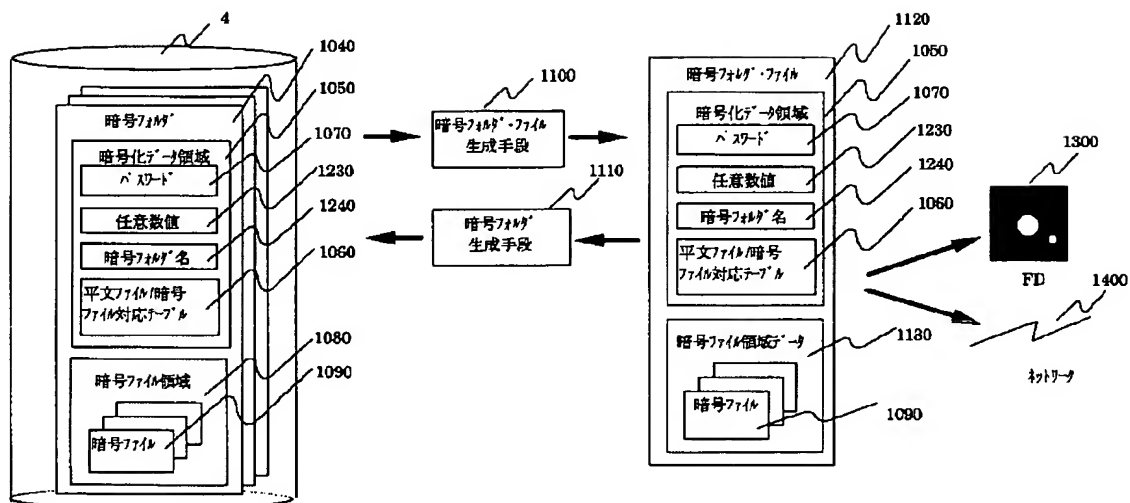 4
1040
1050
1070
1230
1240
1060
1080
1090
暗号フォルダ
暗号化データ領域
パスワード
任意数値
暗号フォルダ名
平文ファイル/暗号
ファイル対応テーブル
暗号ファイル領域
暗号ファイル
1100
暗号フォルダ・ファイル
生成手段
1110
暗号フォルダ
生成手段
1120
1050
1070
1230
1240
1060
暗号フォルダ・ファイル
暗号化データ領域
パスワード
任意数値
暗号フォルダ名
平文ファイル/暗号
ファイル対応テーブル
暗号ファイル領域データ
1130
暗号ファイル
1090
1300
FD
1400
ネットワーク